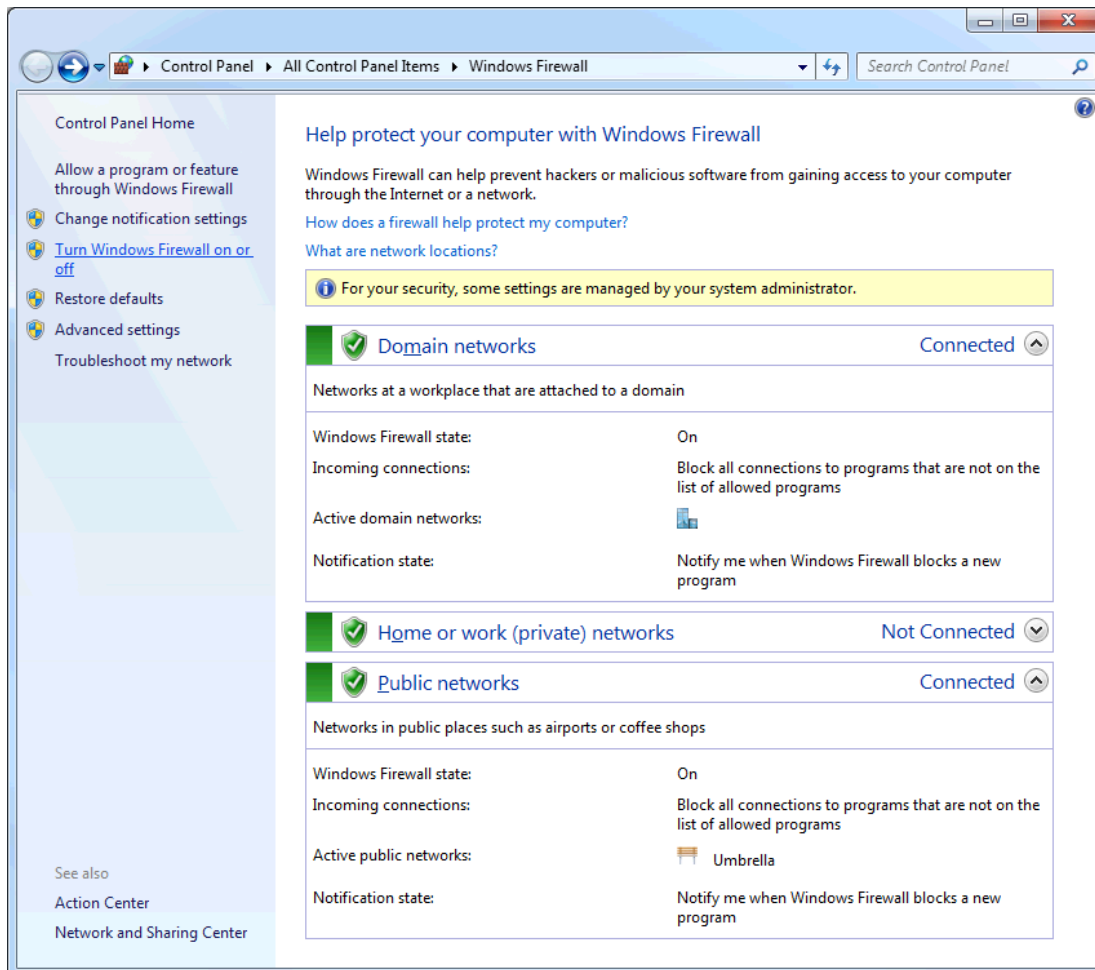 Control Panel
All Control Panel Items
Windows Firewall
Search Control Panel
Control Panel Home
Allow a program or feature
through Windows Firewall
Change notification settings
Turn Windows Firewall on or
off
Restore defaults
Advanced settings
Troubleshoot my network
See also
Action Center
Network and Sharing Center
Help protect your computer with Windows Firewall
Windows Firewall can help prevent hackers or malicious software from gaining access to your computer
through the Internet or a network.
How does a firewall help protect my computer?
What are network locations?
For your security, some settings are managed by your system administrator.
Domain networks Connected
Networks at a workplace that are attached to a domain
Windows Firewall state: On
Incoming connections: Block all connections to programs that are not on the
list of allowed programs
Active domain networks:
Notification state: Notify me when Windows Firewall blocks a new
program
Home or work (private) networks Not Connected
Public networks Connected
Networks in public places such as airports or coffee shops
Windows Firewall state: On
Incoming connections: Block all connections to programs that are not on the
list of allowed programs
Active public networks: Umbrella
Notification state: Notify me when Windows Firewall blocks a new
program